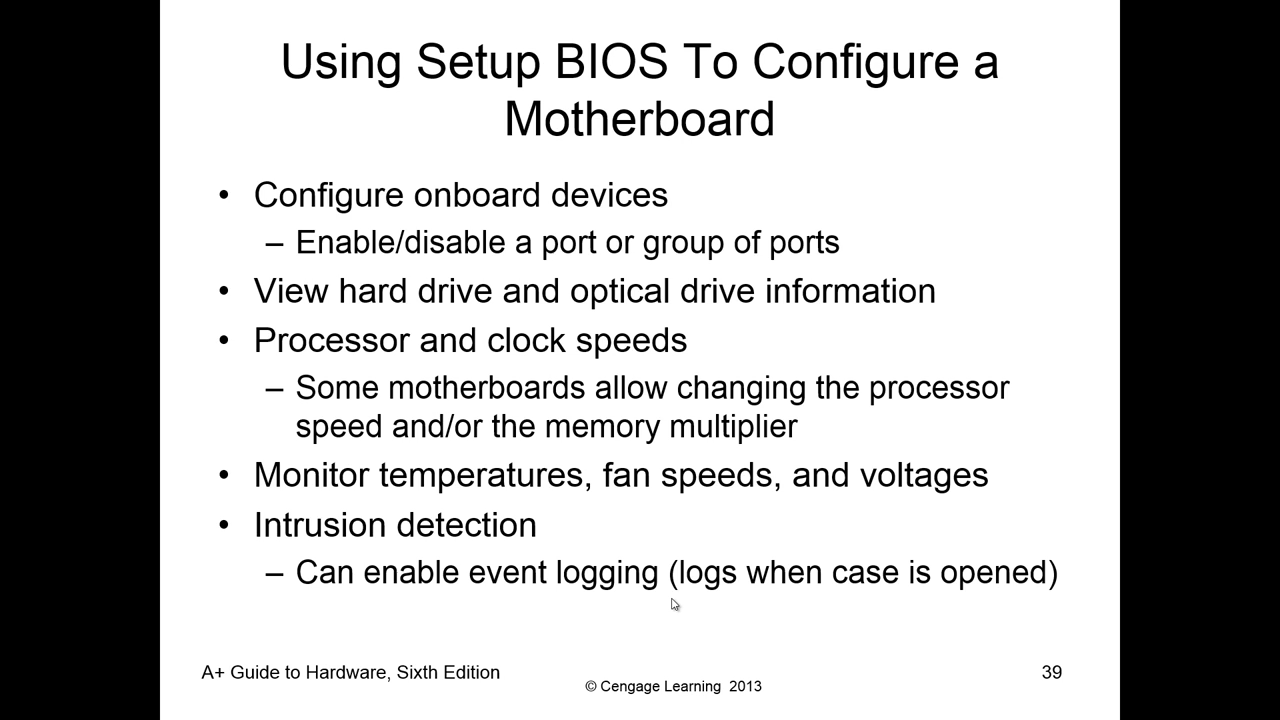 Using Setup BIOS To Configure a
Motherboard
• Configure onboard devices
– Enable/disable a port or group of ports
• View hard drive and optical drive information
• Processor and clock speeds
– Some motherboards allow changing the processor
speed and/or the memory multiplier
• Monitor temperatures, fan speeds, and voltages
• Intrusion detection
– Can enable event logging (logs when case is opened)
A+ Guide to Hardware, Sixth Edition
© Cengage Learning 2013
39